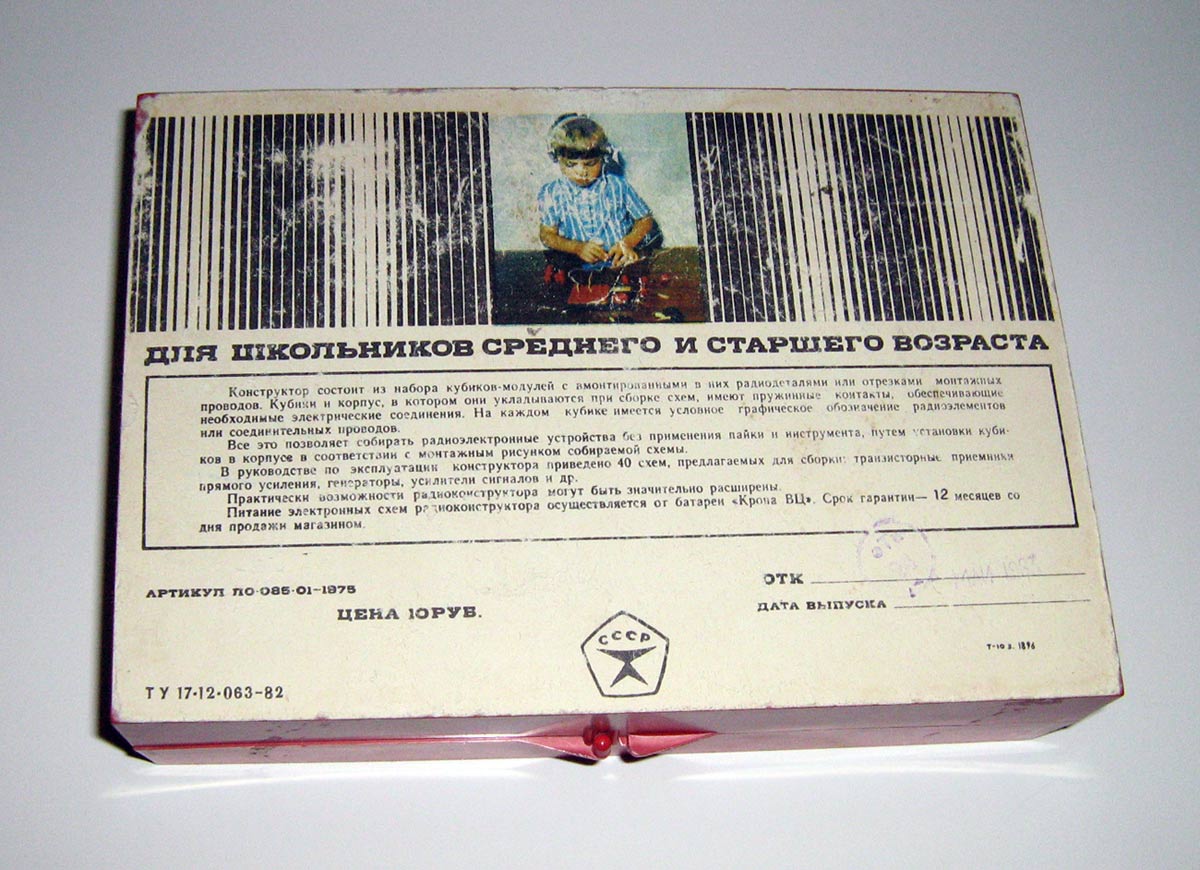 ДЛЯ ШКОЛЬНИКОВ СРЕДНЕГО И СТАРШЕГО ВОЗРАСТА
Конструктор состоит из набора кубиков-модулей с вмонтированными в них радиодеталями или отрезками монтажных
проводов. Кубики и корпус, в котором они укладываются при сборке схем, имеют пружинные контакты, обеспечивающие
необходимые электрические соединения. На каждом кубике имеется условное графическое обозначение радиоэлементов
или соединительных проводов.
Все это позволяет собирать радиоэлектронные устройства без применения пайки и инструмента, путем установки куби-
ков в корпусе в соответствии с монтажным рисунком собираемой схемы.
В руководстве по эксплуатации конструктора приведено 40 схем, предлагаемых для сборки: транзисторные приемники
прямого усиления, генераторы, усилители сигналов и др.
Практически возможности радиоконструктора могут быть значительно расширены.
Питание электронных схем радиоконструктора осуществляется от батареи «Крона ВЦ». Срок гарантии— 12 месяцев со
дня продажи магазином.
ОТК
АРТИКУЛ ЛО-085-01-1975
ДАТА ВЫПУСКА
ЦЕНА 10 РУБ.
СССР
Т-10 З. 1896
ТУ 17-12-063-82